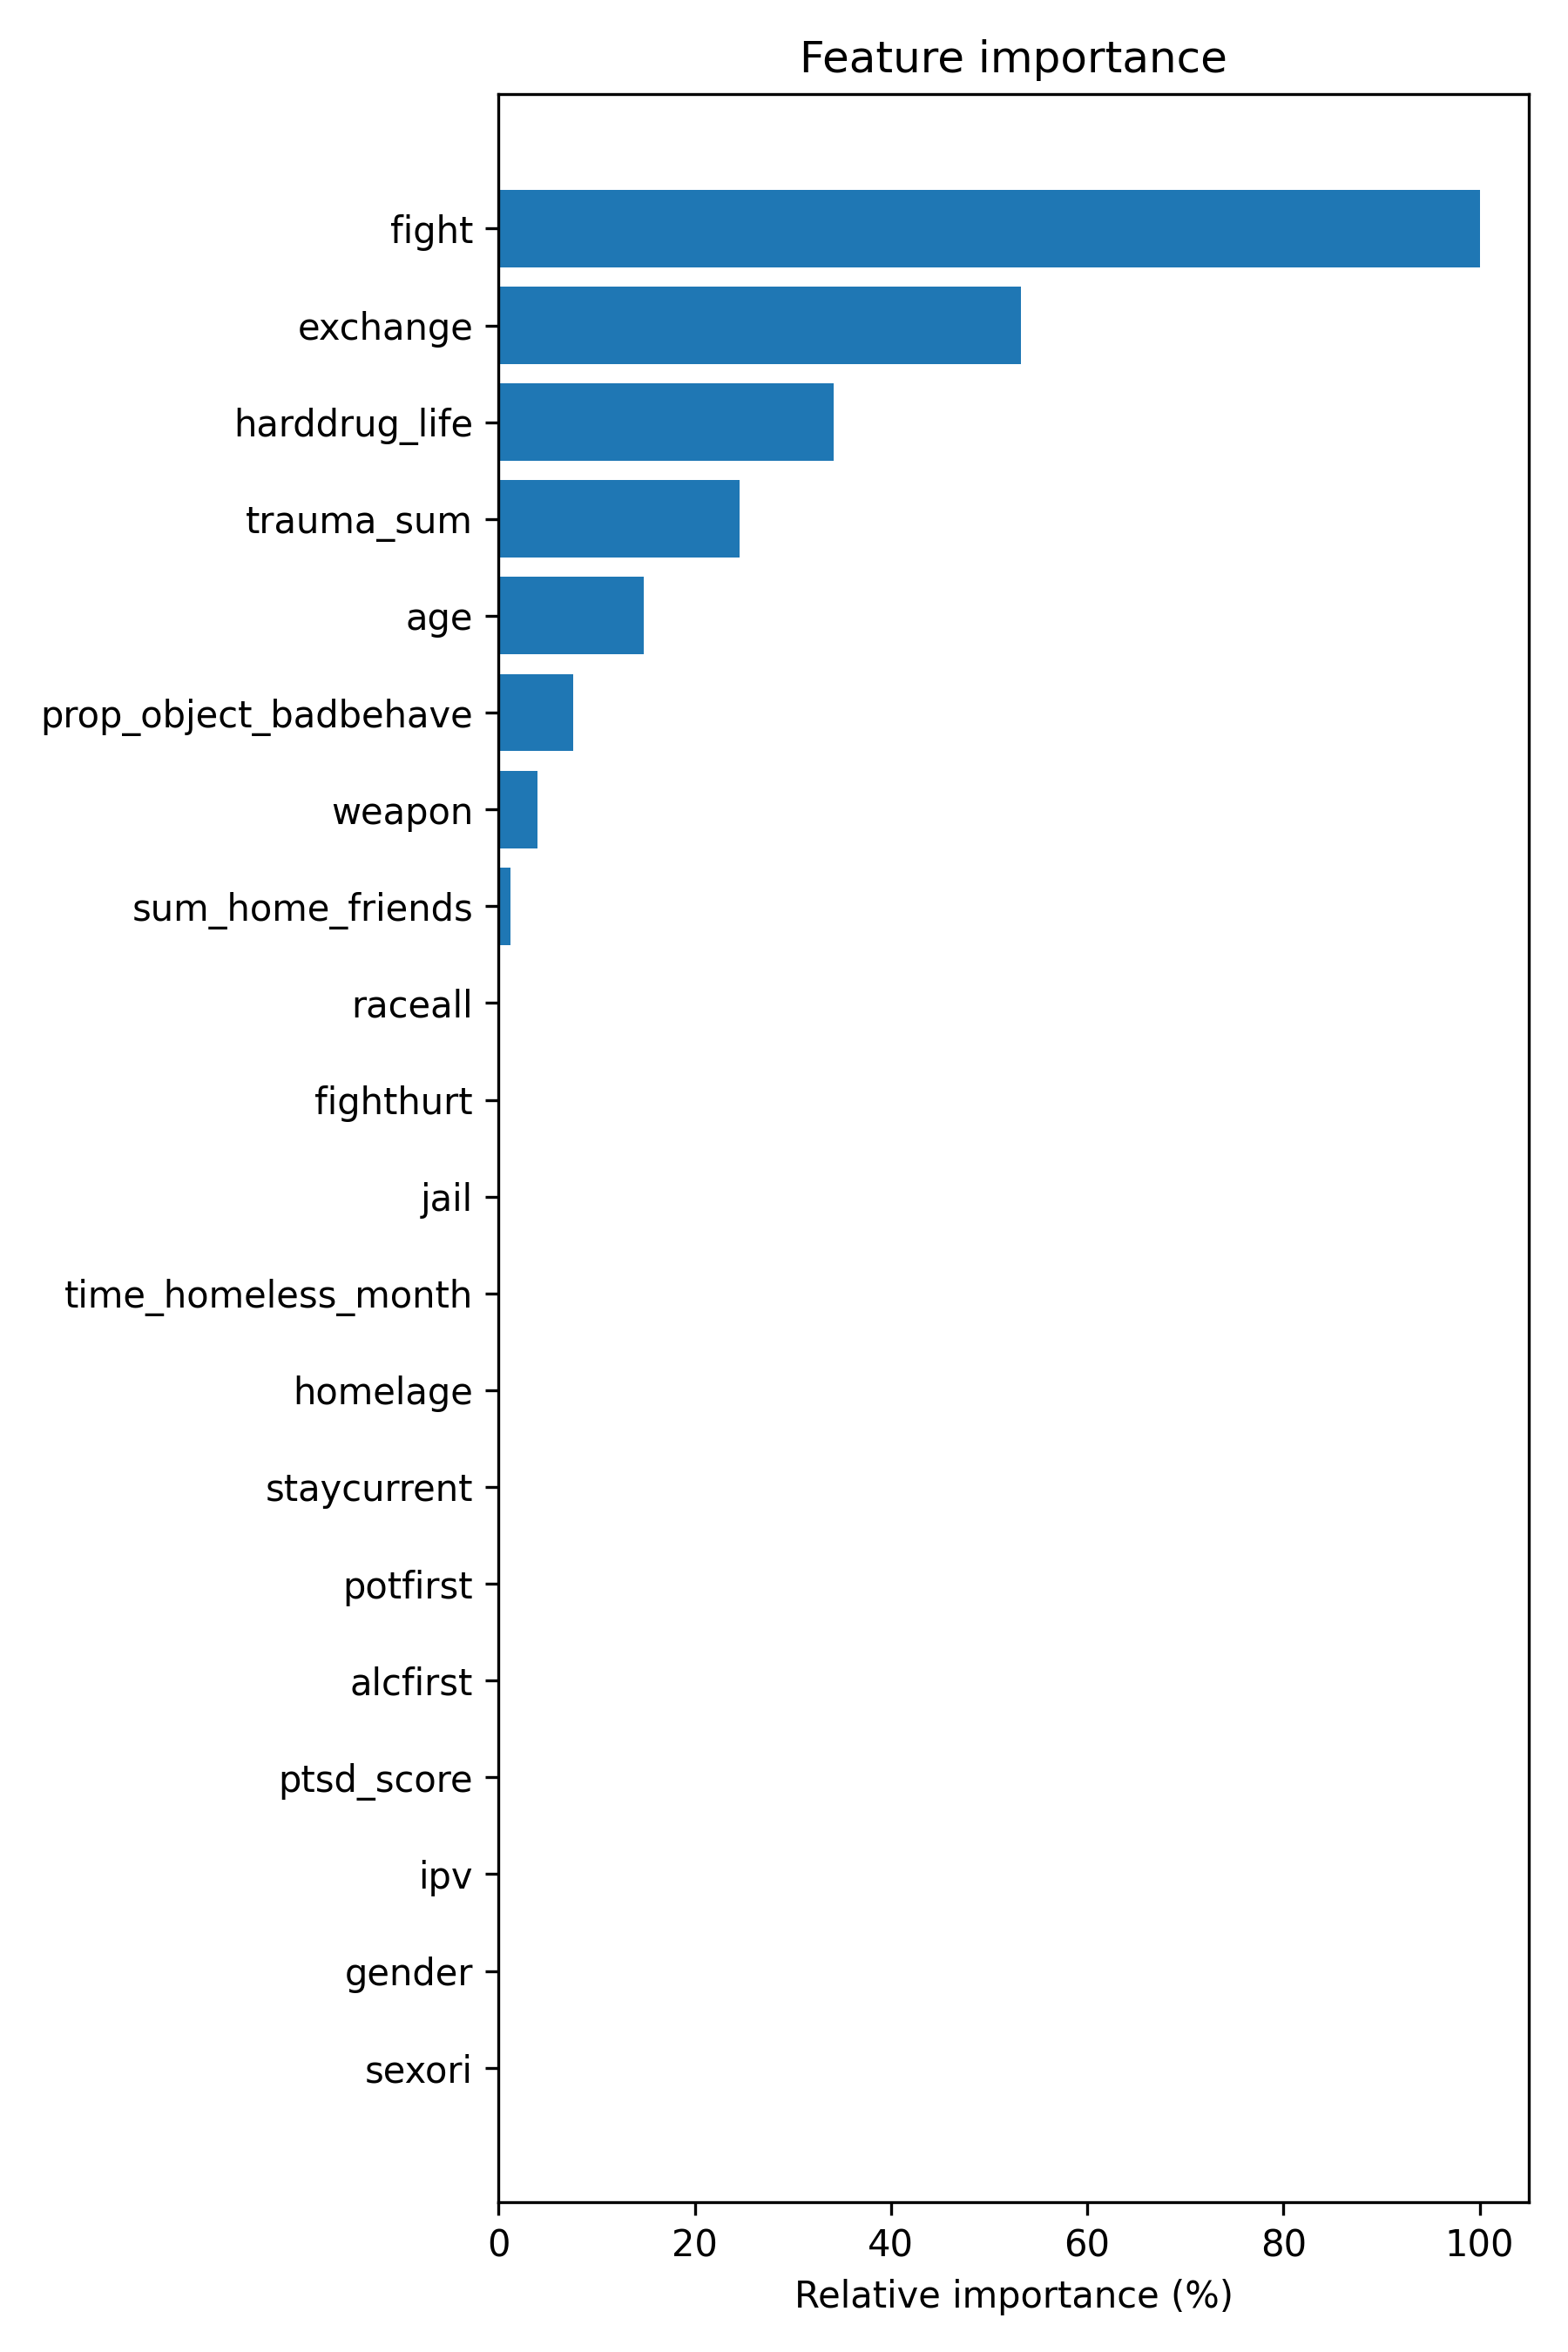 Feature importance
fight
exchange
harddrug_life
trauma_sum
age
prop_object_badbehave
weapon
sum_home_friends
raceall
fighthurt
jail
time_homeless_month
homelage
staycurrent
potfirst
alcfirst
ptsd_score
ipv
gender
sexori
0 20 40 60 80 100
Relative importance (%)